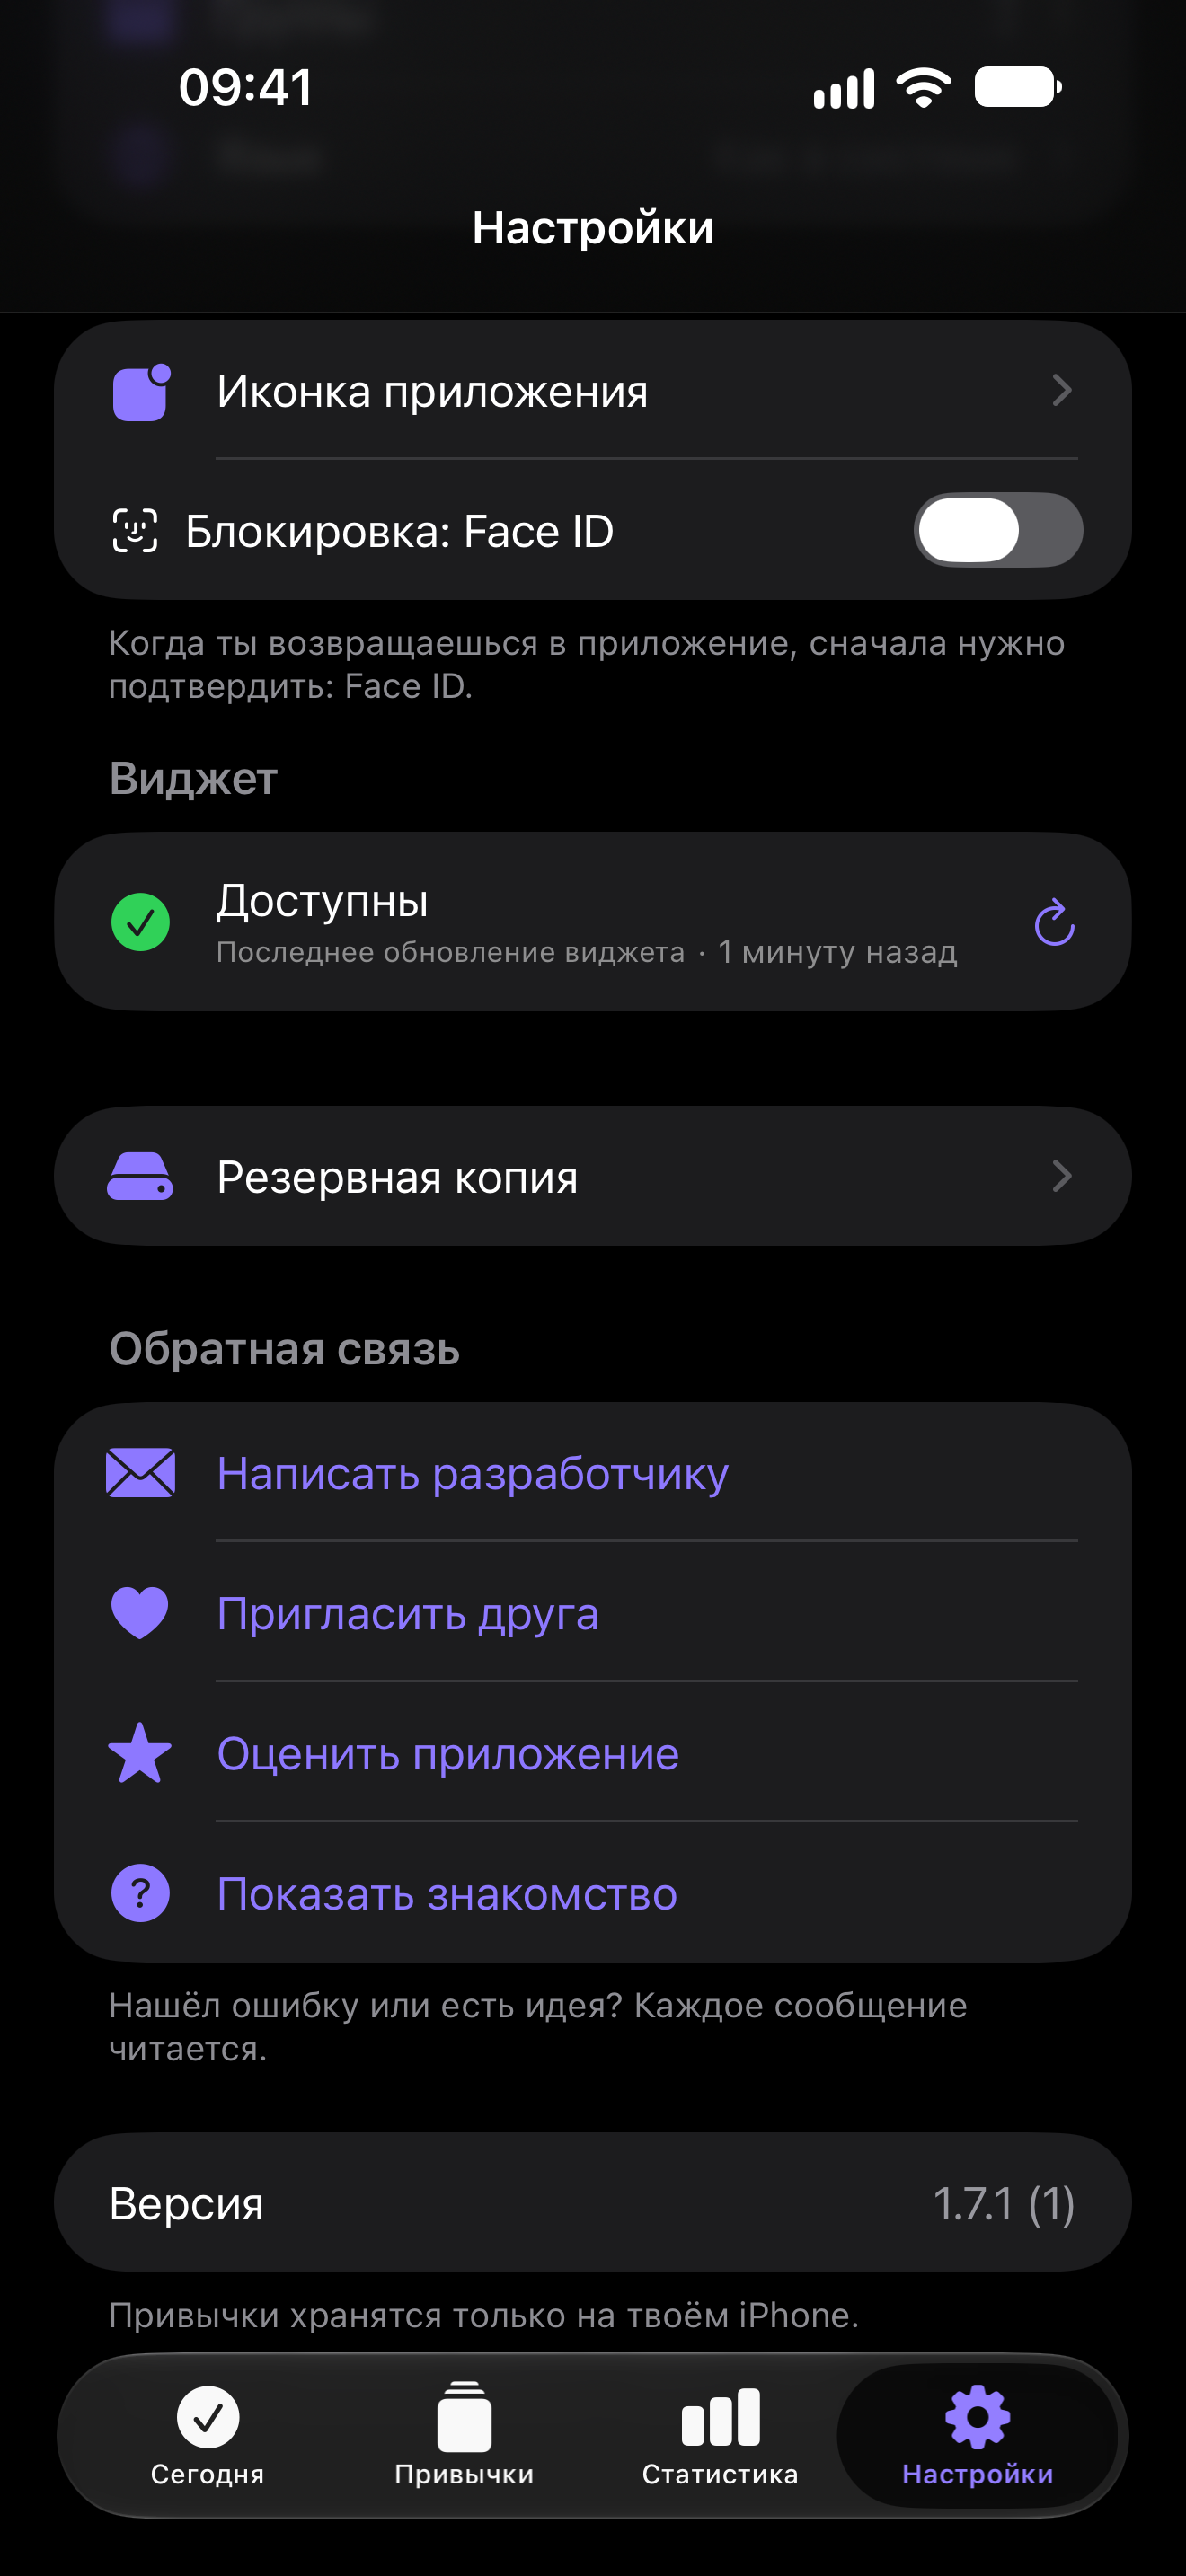 09:41
Настройки
Иконка приложения
Блокировка: Face ID
Когда ты возвращаешься в приложение, сначала нужно
подтвердить: Face ID.
Виджет
Доступны
Последнее обновление виджета · 1 минуту назад
Резервная копия
Обратная связь
Написать разработчику
Пригласить друга
Оценить приложение
Показать знакомство
Нашёл ошибку или есть идея? Каждое сообщение
читается.
Версия 1.7.1 (1)
Привычки хранятся только на твоём iPhone.
Сегодня Привычки Статистика Настройки